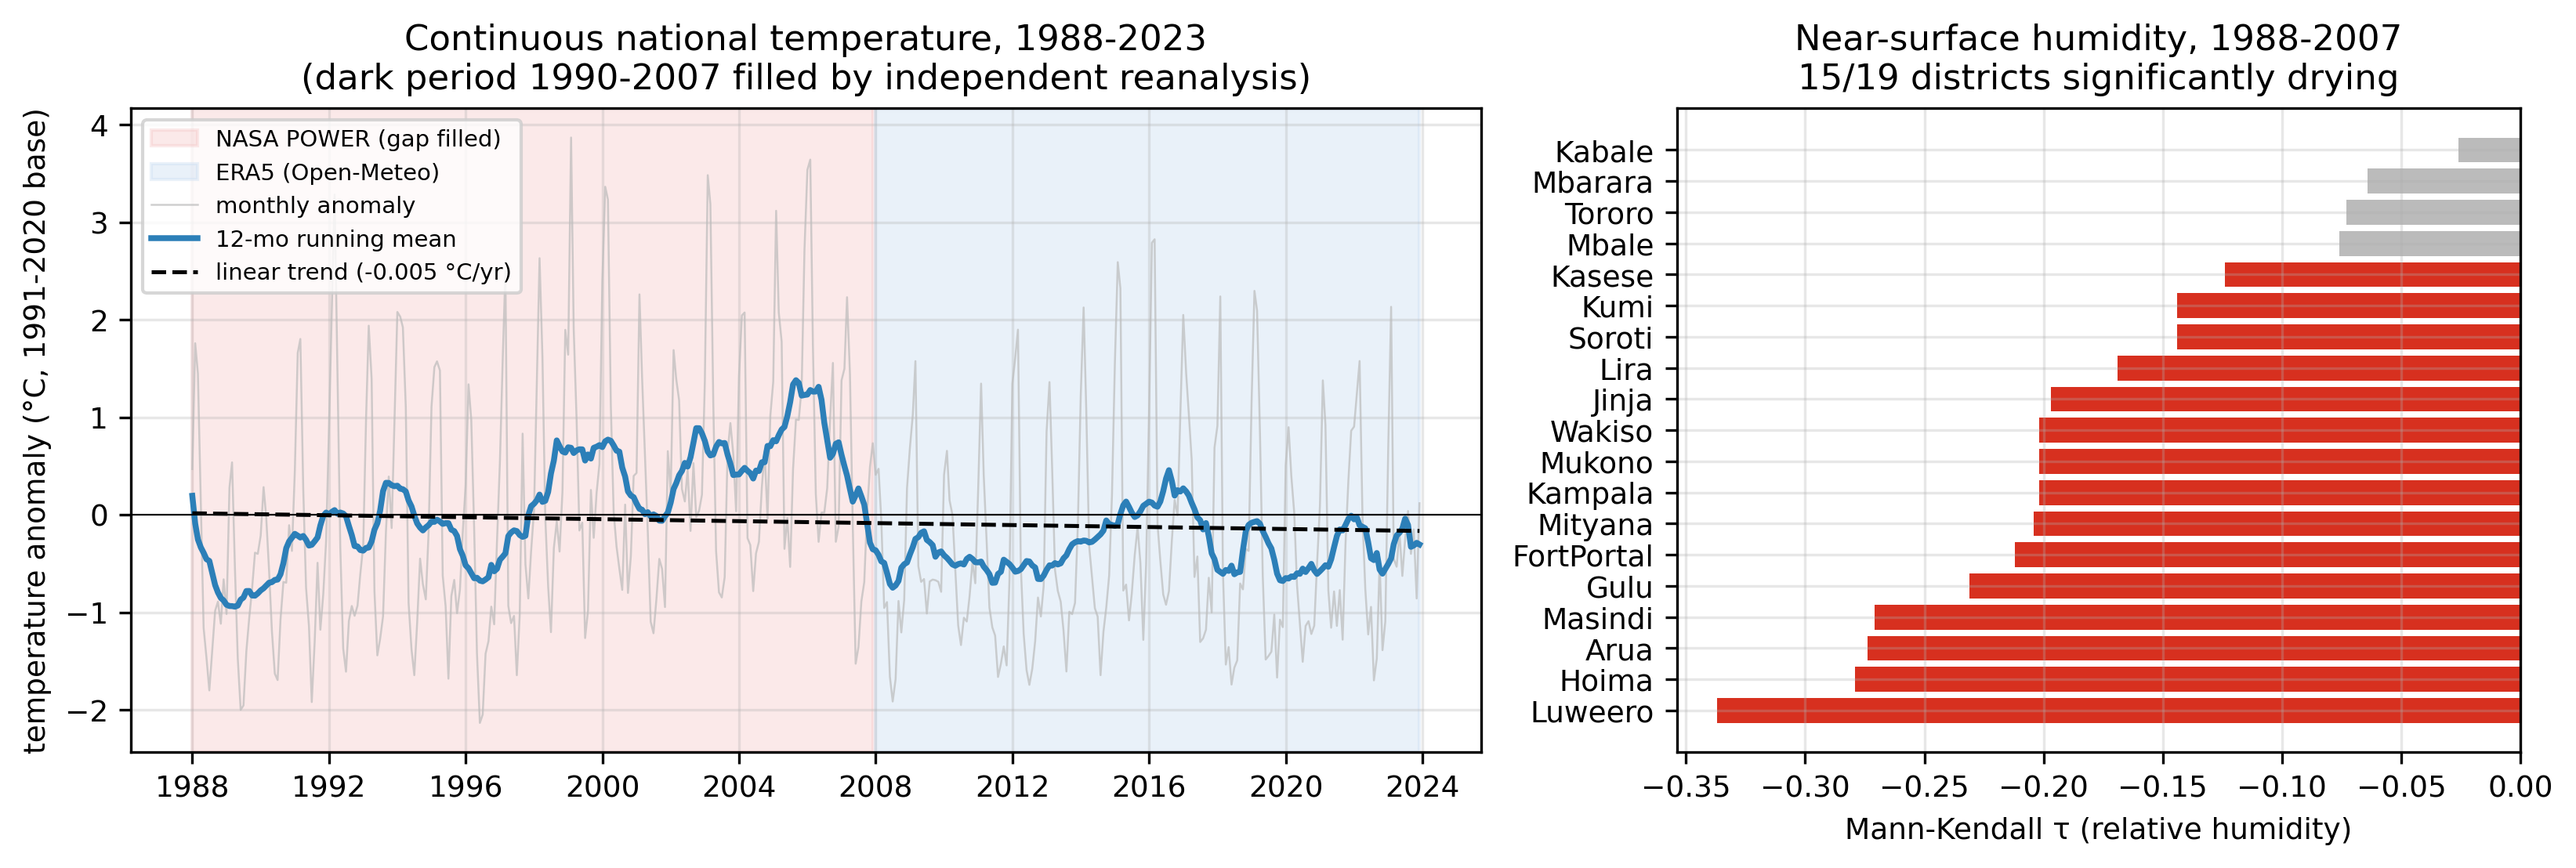 Continuous national temperature, 1988-2023
(dark period 1990-2007 filled by independent reanalysis)
temperature anomaly (°C, 1991-2020 base)
4
3
2
1
0
−1
−2
NASA POWER (gap filled)
ERA5 (Open-Meteo)
monthly anomaly
12-mo running mean
linear trend (-0.005 °C/yr)
1988 1992 1996 2000 2004 2008 2012 2016 2020 2024
Near-surface humidity, 1988-2007
15/19 districts significantly drying
Kabale
Mbarara
Tororo
Mbale
Kasese
Kumi
Soroti
Lira
Jinja
Wakiso
Mukono
Kampala
Mityana
FortPortal
Gulu
Masindi
Arua
Hoima
Luweero
−0.35 −0.30 −0.25 −0.20 −0.15 −0.10 −0.05 0.00
Mann-Kendall τ (relative humidity)